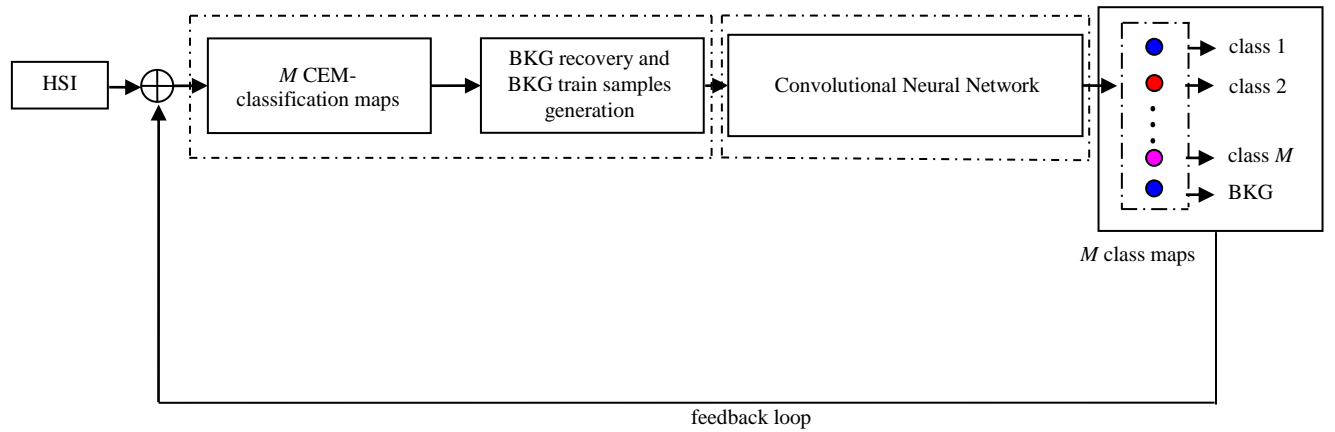 HSI
M CEM-
classification maps
BKG recovery and
BKG train samples
generation
Convolutional Neural Network
class 1
class 2
class M
BKG
M class maps
feedback loop